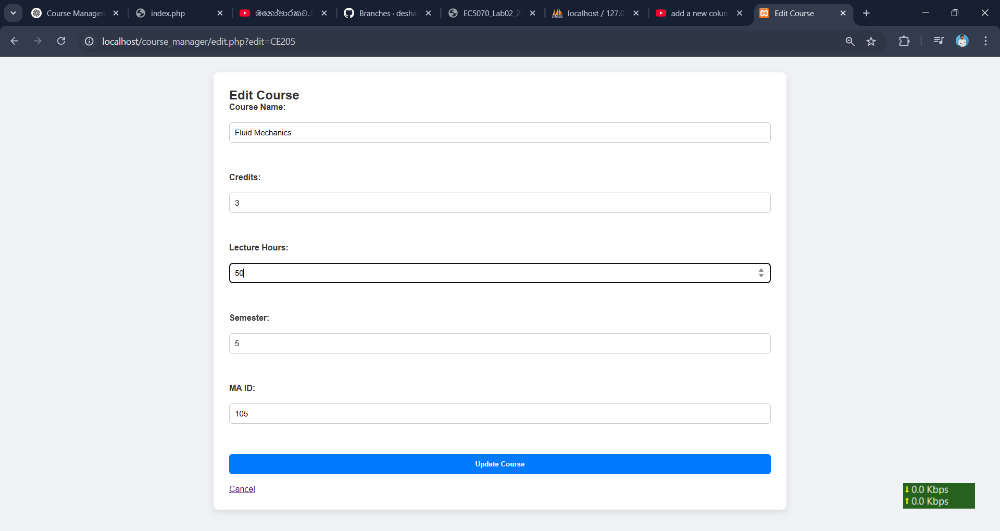 Course Manager
index.php
මනෝපාරකට..
Branches · desha
EC5070_Lab02_2
localhost / 127.0
add a new colum
Edit Course
localhost/course_manager/edit.php?edit=CE205
Edit Course
Course Name:
Fluid Mechanics
Credits:
3
Lecture Hours:
50
Semester:
5
MA ID:
105
Update Course
Cancel
0.0 Kbps
0.0 Kbps